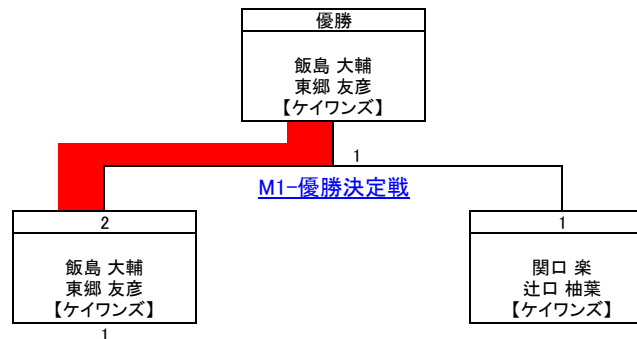 優勝
飯島 大輔
東郷 友彦
【ケイワンズ】
1
M1-優勝決定戦
2
飯島 大輔
東郷 友彦
【ケイワンズ】
1
1
関口 楽
辻口 柚葉
【ケイワンズ】